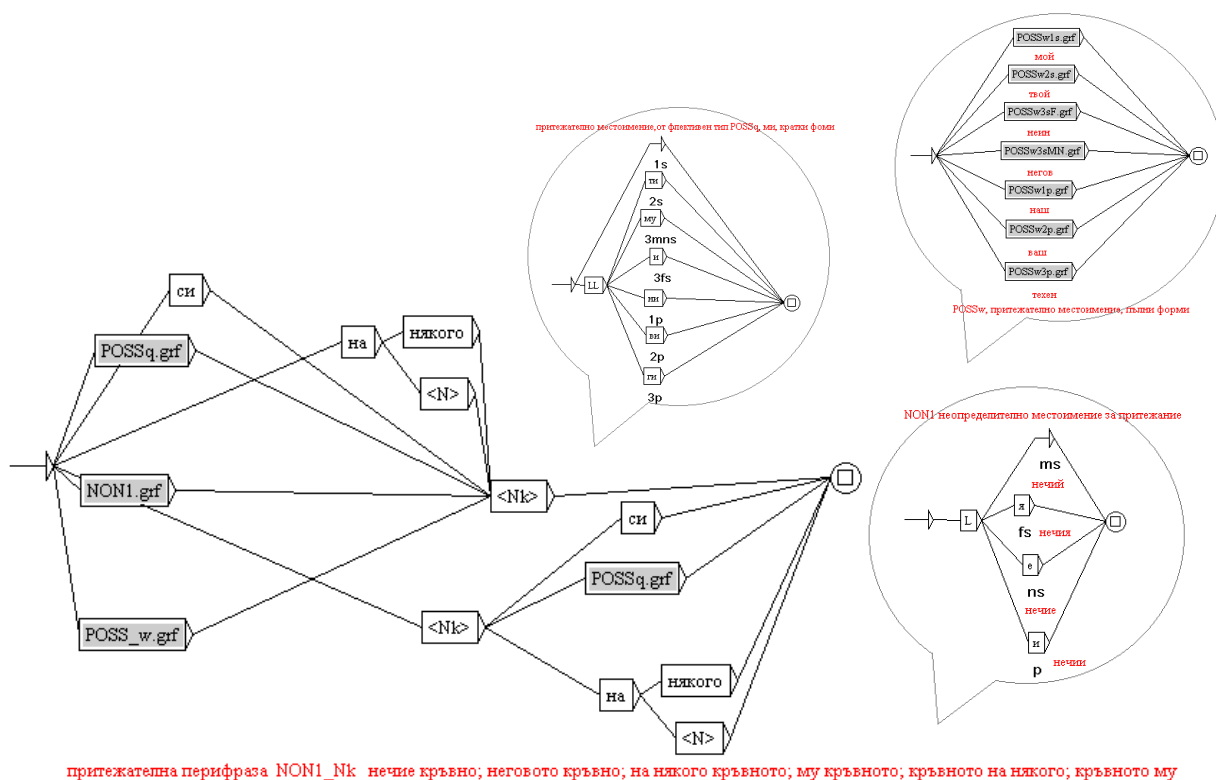 POSSw1s.grf
мой
POSSw2s.grf
твой
POSSw3sF.grf
неин
POSSw3sMN.grf
негов
POSSw1p.grf
наш
POSSw2p.grf
ваш
POSSw3p.grf
техен
POSSw, притежателно местоимение, пълни форми
притежателно местоимение,от флективен тип POSSq, ми, кратки фоми
1s
ти
2s
му
3mns
и
3fs
LL
ни
1p
ви
2p
ги
3p
си
POSSq.grf
на
някого
<N>
NON1.grf
<Nk>
POSS_w.grf
<Nk>
си
POSSq.grf
на
някого
<N>
NON1 неопределително местоимение за притежание
ms
нечий
L
я
fs нечия
е
ns
нечие
и
p нечии
притежателна перифраза NON1_Nk нечие кръвно; неговото кръвно; на някого кръвното; му кръвното; кръвното на някого; кръвното му